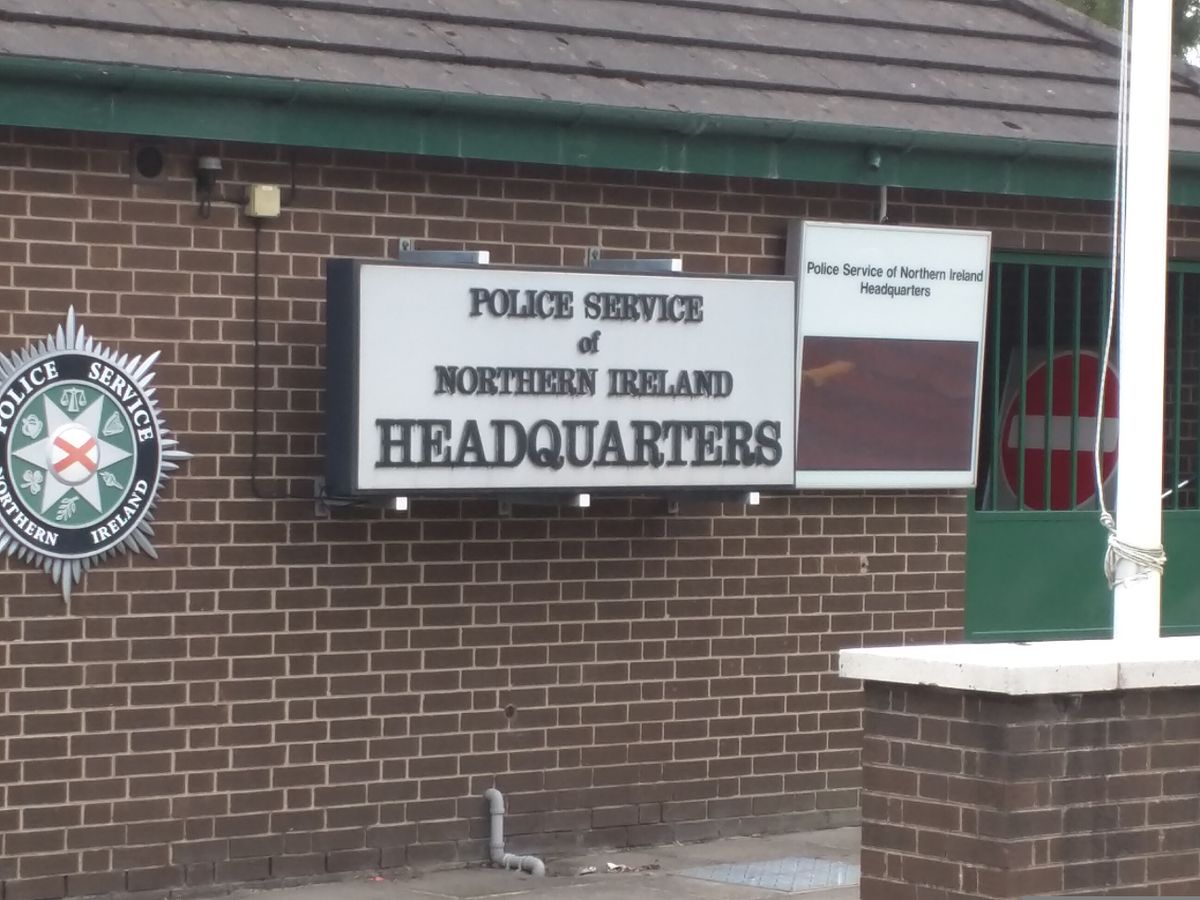 POLICE SERVICE
NORTHERN IRELAND
POLICE SERVICE
of
NORTHERN IRELAND
HEADQUARTERS
Police Service of Northern Ireland
Headquarters